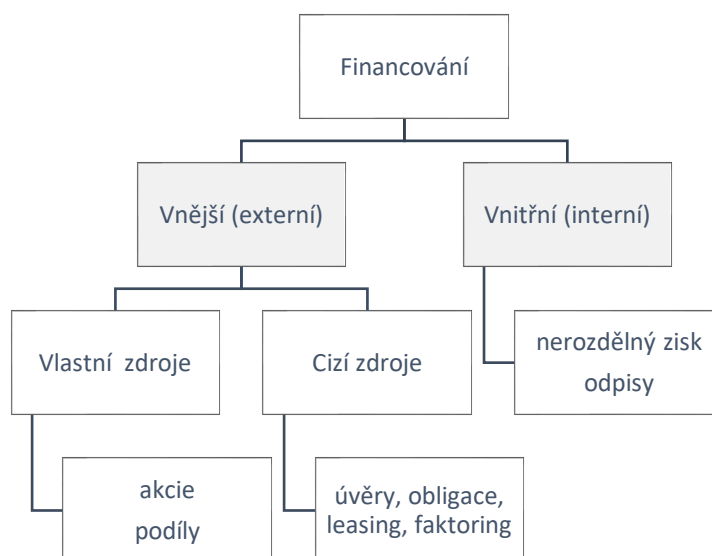 Financování
Vnější (externí)
Vnitřní (interní)
Vlastní zdroje
Cizí zdroje
nerozdělný zisk
odpisy
akcie
podíly
úvěry, obligace,
leasing, faktoring